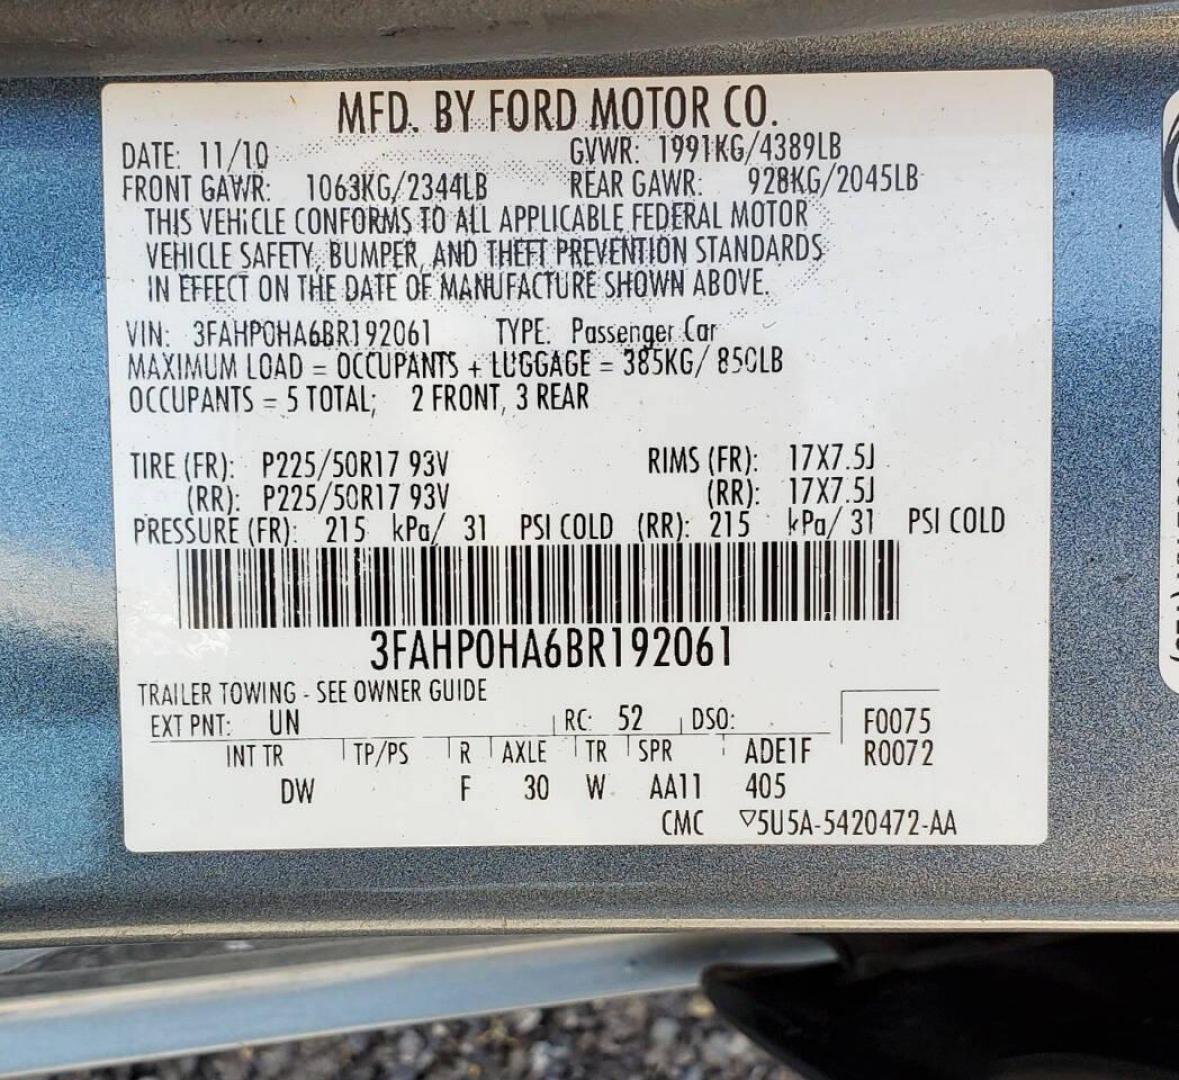 MFD. BY FORD MOTOR CO.
DATE: 11/10 GVWR: 1991KG/4389LB
FRONT GAWR: 1063KG/2344LB REAR GAWR: 928KG/2045LB
THIS VEHICLE CONFORMS TO ALL APPLICABLE FEDERAL MOTOR
VEHICLE SAFETY, BUMPER, AND THEFT PREVENTION STANDARDS
IN EFFECT ON THE DATE OF MANUFACTURE SHOWN ABOVE.
VIN: 3FAHP0HA6BR192061 TYPE: Passenger Car
MAXIMUM LOAD = OCCUPANTS + LUGGAGE = 385KG/ 850LB
OCCUPANTS = 5 TOTAL; 2 FRONT, 3 REAR
TIRE (FR): P225/50R17 93V RIMS (FR): 17X7.5J
(RR): P225/50R17 93V (RR): 17X7.5J
PRESSURE (FR): 215 kPa/ 31 PSI COLD (RR): 215 kPa/ 31 PSI COLD
3FAHP0HA6BR192061
TRAILER TOWING - SEE OWNER GUIDE
EXT PNT: UN RC: 52 DSO: F0075
INT TR TP/PS R AXLE TR SPR ADE1F R0072
DW F 30 W AA11 405
CMC ▽5U5A-5420472-AA